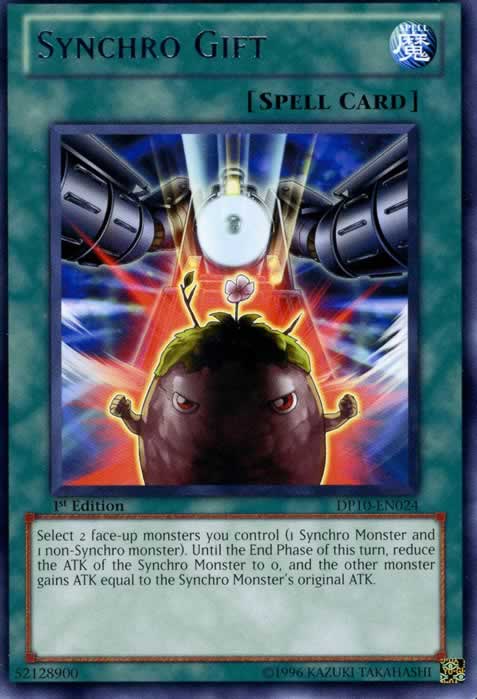 Synchro Gift
SPELL
魔
[Spell Card]
1st Edition
DP10-EN024
Select 2 face-up monsters you control (1 Synchro Monster and
1 non-Synchro monster). Until the End Phase of this turn, reduce
the ATK of the Synchro Monster to 0, and the other monster
gains ATK equal to the Synchro Monster's original ATK.
52128900
©1996 KAZUKI TAKAHASHI